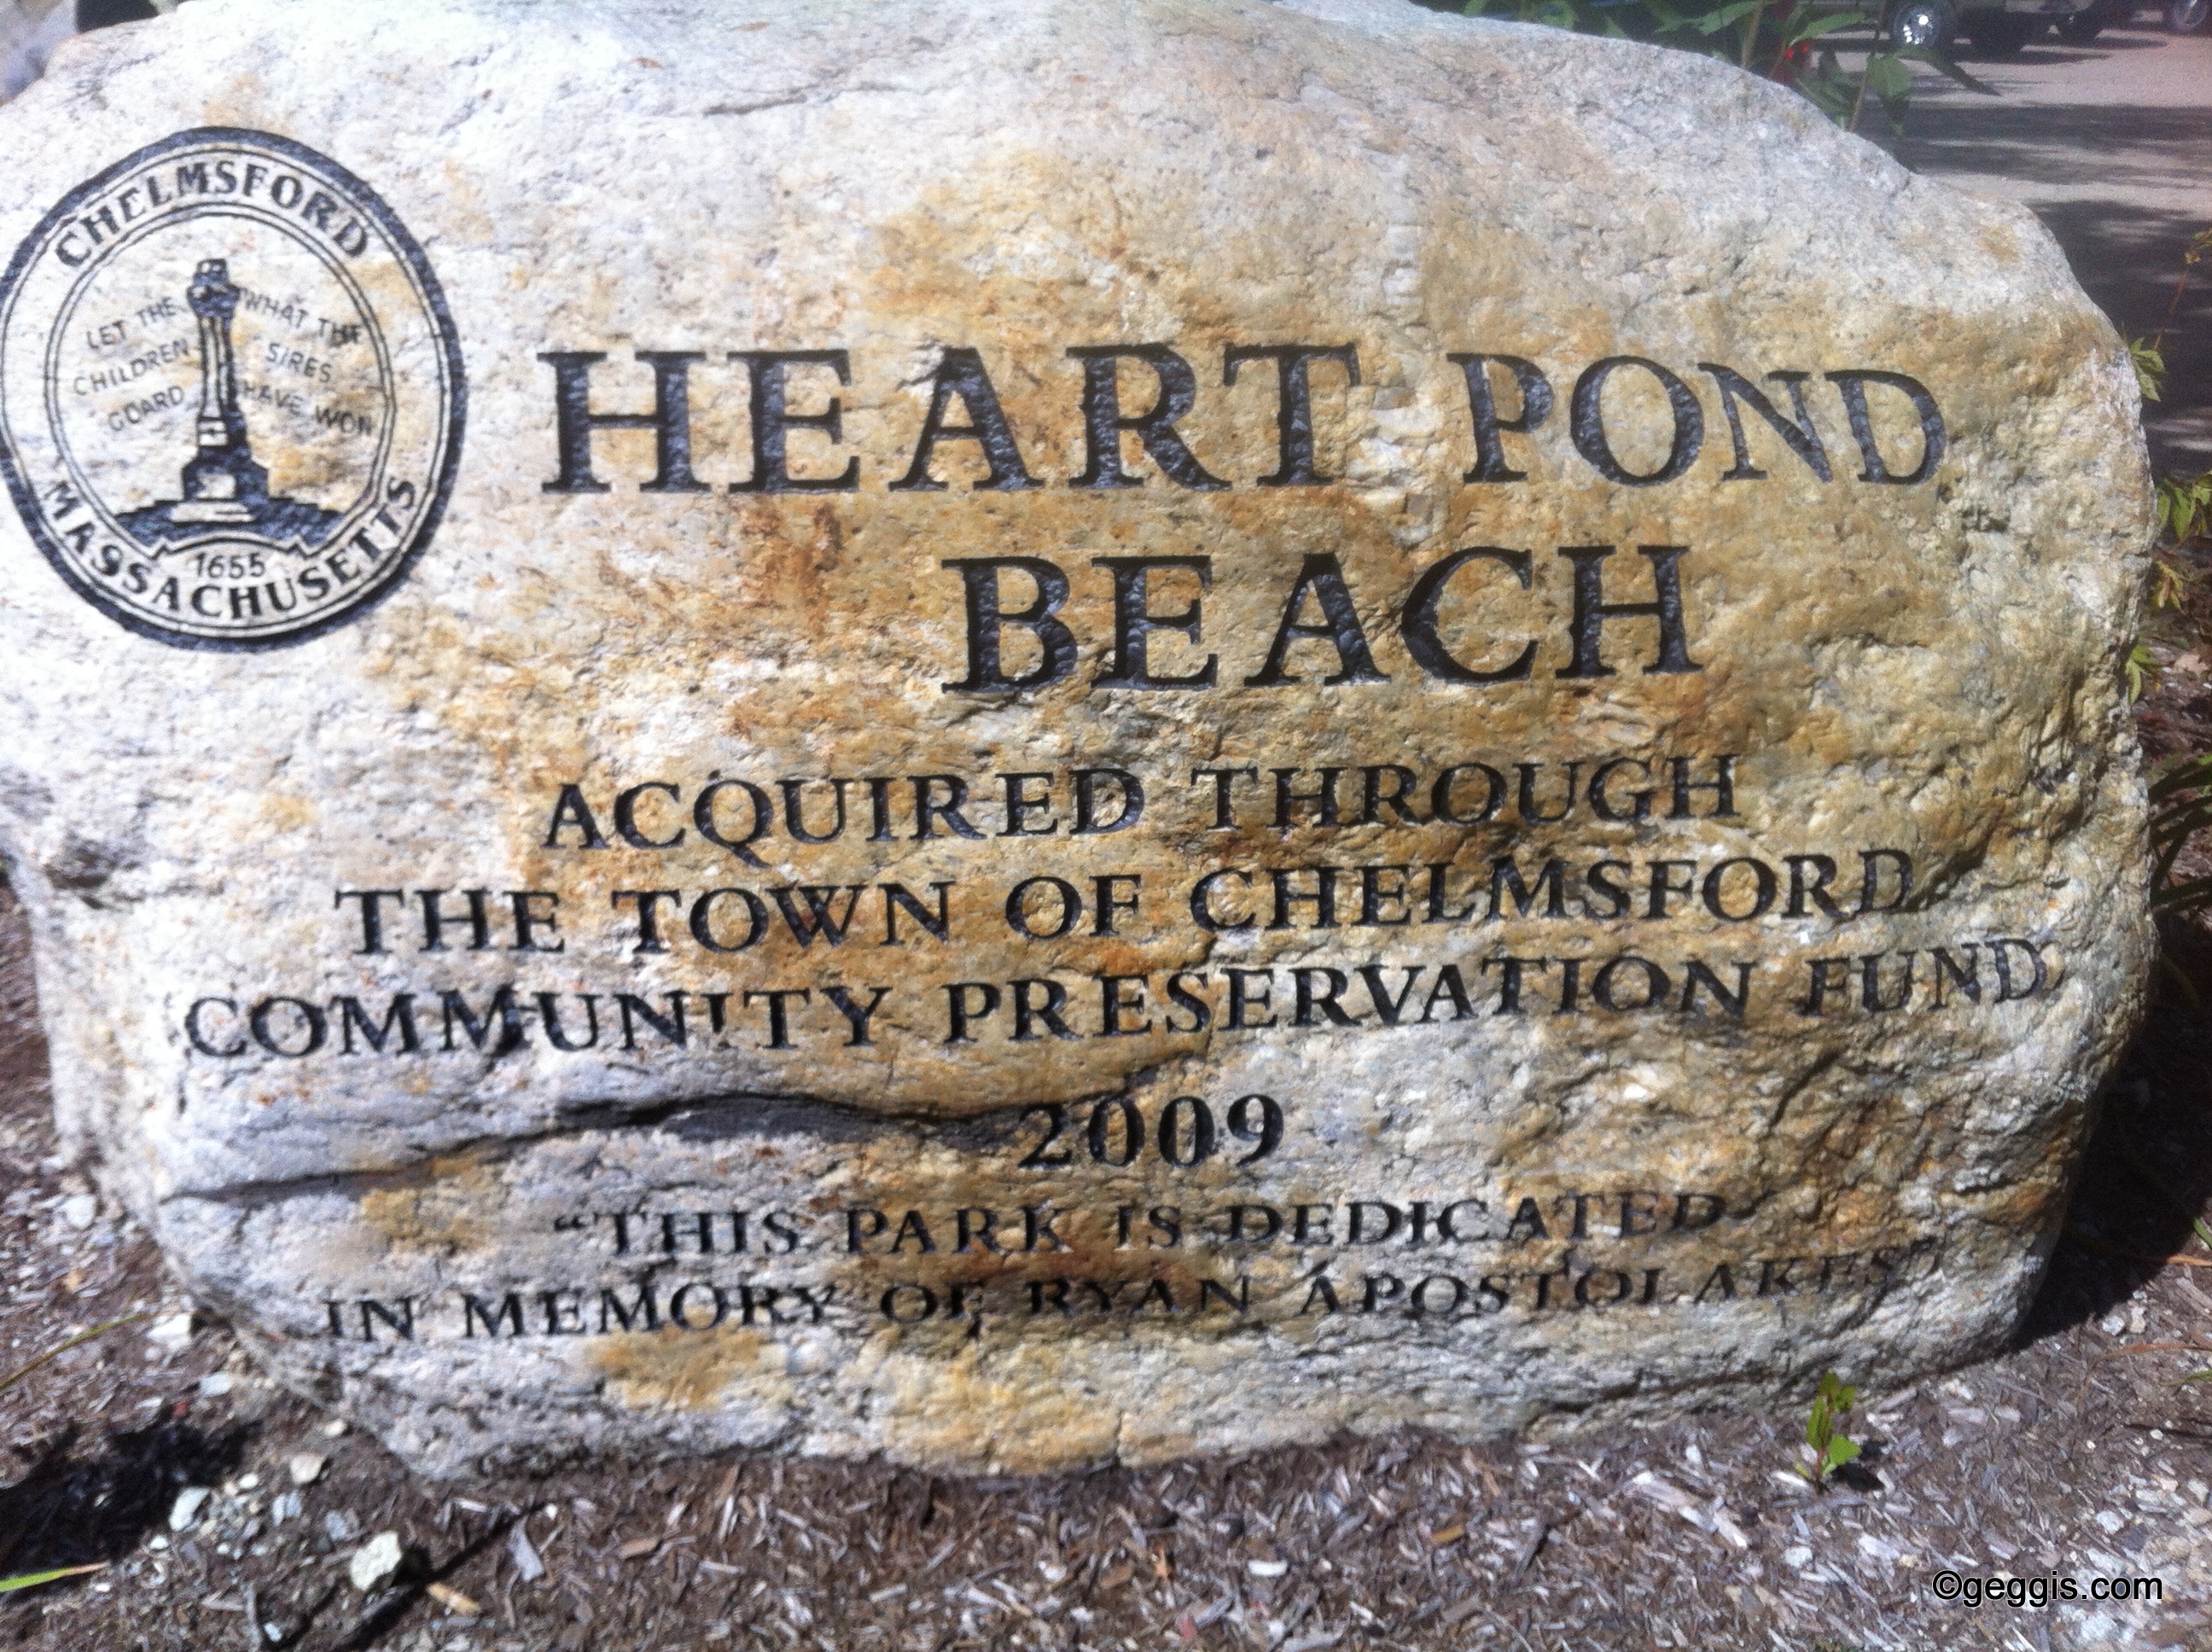 CHELMSFORD
LET THE WHAT THE
CHILDREN SIRES
GUARD HAVE WON
1655
MASSACHUSETTS
HEART POND
BEACH
ACQUIRED THROUGH
THE TOWN OF CHELMSFORD
COMMUNITY PRESERVATION FUND
2009
“THIS PARK IS DEDICATED
IN MEMORY OF RYAN APOSTOLAKES”
©geggis.com